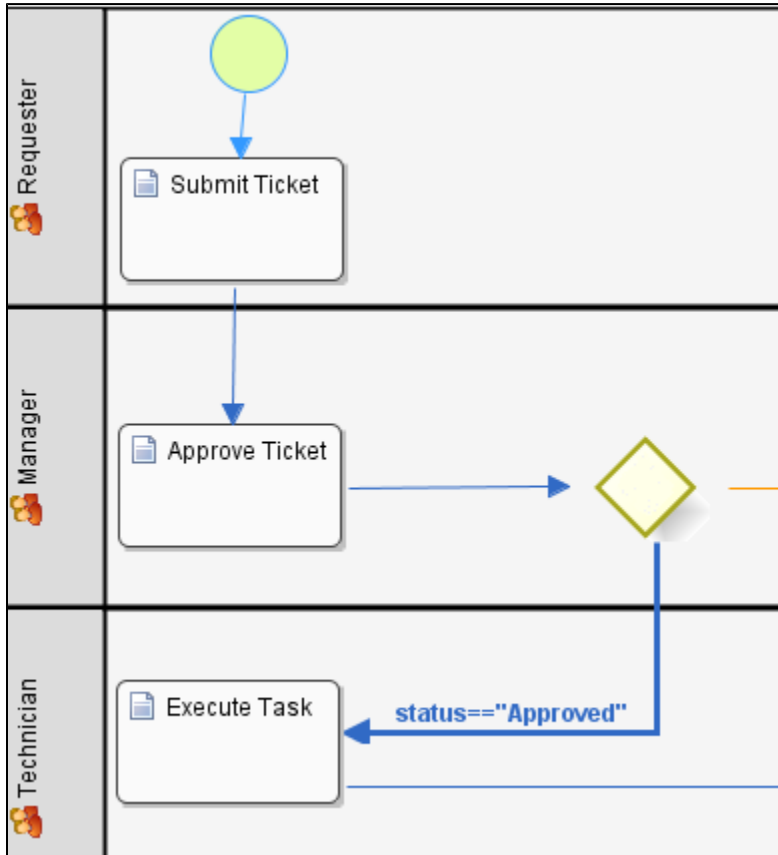 Requester
Submit Ticket
Manager
Approve Ticket
Technician
Execute Task
status=="Approved"